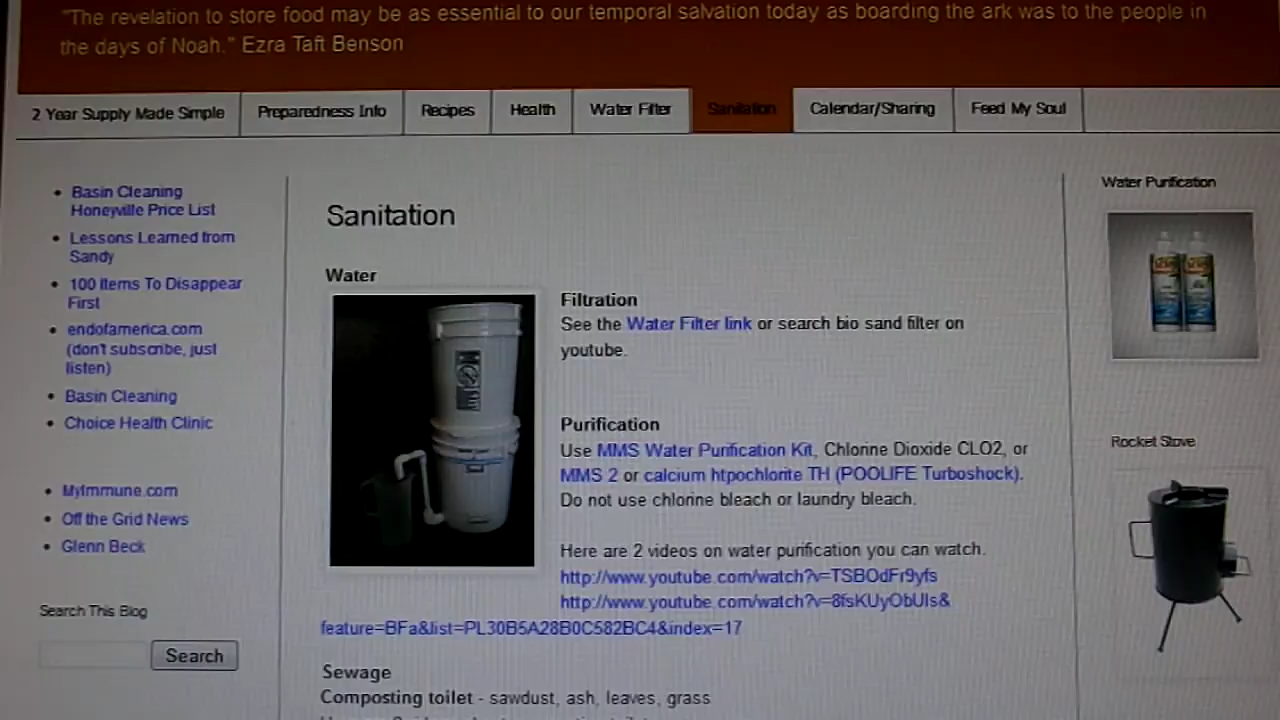 "The revelation to store food may be as essential to our temporal salvation today as boarding the ark was to the people in
the days of Noah." Ezra Taft Benson
2 Year Supply Made Simple
Preparedness Info
Recipes
Health
Water Filter
Sanitation
Calendar/Sharing
Feed My Soul
Basin Cleaning
Honeyville Price List
Lessons Learned from
Sandy
100 Items To Disappear
First
endofamerica.com
(don't subscribe, just
listen)
Basin Cleaning
Choice Health Clinic
MyImmune.com
Off the Grid News
Glenn Beck
Search This Blog
Search
Sanitation
Water
Filtration
See the Water Filter link or search bio sand filter on
youtube.
Purification
Use MMS Water Purification Kit, Chlorine Dioxide CLO2, or
MMS 2 or calcium htpochlorite TH (POOLIFE Turboshock).
Do not use chlorine bleach or laundry bleach.
Here are 2 videos on water purification you can watch.
http://www.youtube.com/watch?v=TSBOdFr9yfs
http://www.youtube.com/watch?v=8fsKUyObUIs&
feature=BFa&list=PL30B5A28B0C582BC4&index=17
Sewage
Composting toilet - sawdust, ash, leaves, grass
Water Purification
Rocket Stove